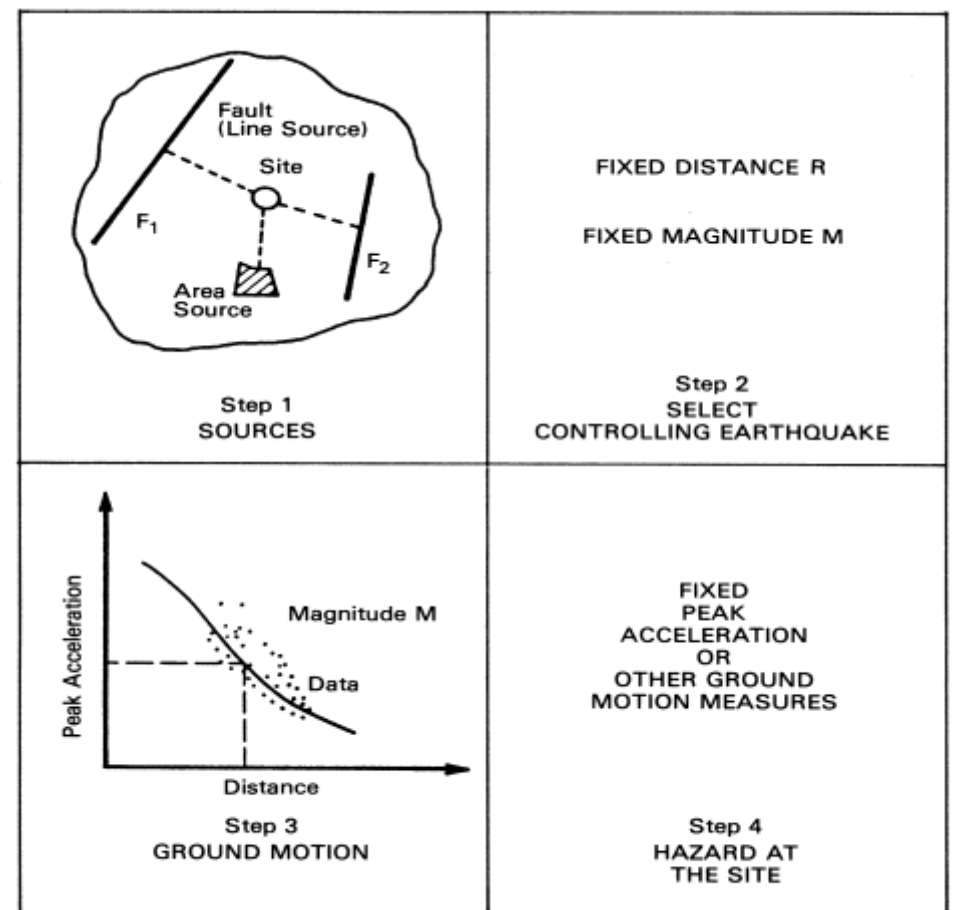 Fault
(Line Source)
Site
F1
F2
Area
Source
Step 1
SOURCES
FIXED DISTANCE R
FIXED MAGNITUDE M
Step 2
SELECT
CONTROLLING EARTHQUAKE
Peak Acceleration
Magnitude M
Data
Distance
Step 3
GROUND MOTION
FIXED
PEAK
ACCELERATION
OR
OTHER GROUND
MOTION MEASURES
Step 4
HAZARD AT
THE SITE